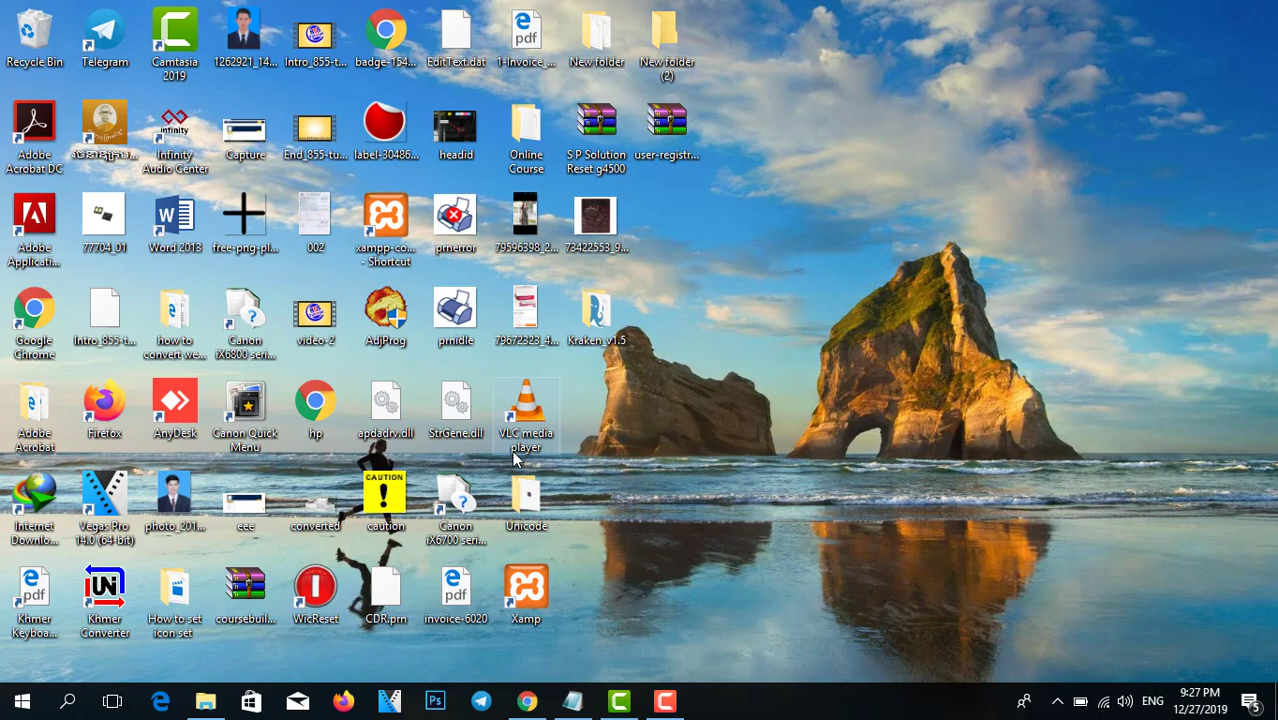 Recycle Bin
Telegram
Camtasia
2019
1262921_14...
Intro_855-t...
badge-154...
EditText.dat
1-Invoice_...
New folder
New folder
(2)
Adobe
Acrobat DC
Infinity
Audio Center
Capture
End_855-tu...
label-30486...
headid
Online
Course
S P Solution
Reset g4500
user-registr...
Adobe
Applicati...
77704_01
Word 2013
free-png-pl...
002
xampp-co...
- Shortcut
prnerror
79596398_2...
73422553_9...
Google
Chrome
Intro_855-t...
how to
convert we...
Canon
iX6800 seri...
video-2
AdjProg
prnidle
79672323_4...
Kraken_v1.5
Adobe
Acrobat
Firefox
AnyDesk
Canon Quick
Menu
hp
apdadrv.dll
StrGene.dll
VLC media
player
Internet
Downlo...
Vegas Pro
14.0 (64-bit)
photo_201...
eee
converted
CAUTION
!
caution
Canon
iX6700 seri...
Unicode
Khmer
Keyboa...
Khmer
Converter
How to set
icon set
coursebuil...
WicReset
CDR.prn
invoice-6020
Xamp
ENG
9:27 PM
12/27/2019
5